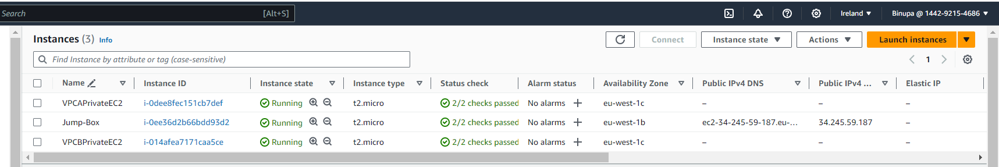 Search [Alt+S] Ireland ▼ Binupa @ 1442-9215-4686 ▼
Instances (3) Info Connect Instance state ▼ Actions ▼ Launch instances ▼
Find Instance by attribute or tag (case-sensitive) < 1 >
Name Instance ID Instance state Instance type Status check Alarm status Availability Zone Public IPv4 DNS Public IPv4 ... Elastic IP
VPCAPrivateEC2 i-0dee8fec151cb7def Running t2.micro 2/2 checks passed No alarms + eu-west-1c – – –
Jump-Box i-0ee36d2b66bdd93d2 Running t2.micro 2/2 checks passed No alarms + eu-west-1b ec2-34-245-59-187.eu-... 34.245.59.187 –
VPCBPrivateEC2 i-014afea7171caa5ce Running t2.micro 2/2 checks passed No alarms + eu-west-1c – – –